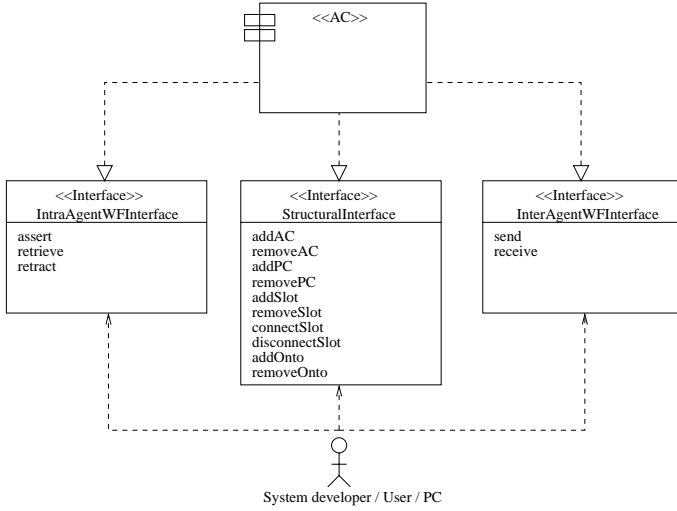 <<AC>>
<<Interface>>
IntraAgentWFInterface
assert
retrieve
retract
<<Interface>>
StructuralInterface
addAC
removeAC
addPC
removePC
addSlot
removeSlot
connectSlot
disconnectSlot
addOnto
removeOnto
<<Interface>>
InterAgentWFInterface
send
receive
System developer / User / PC